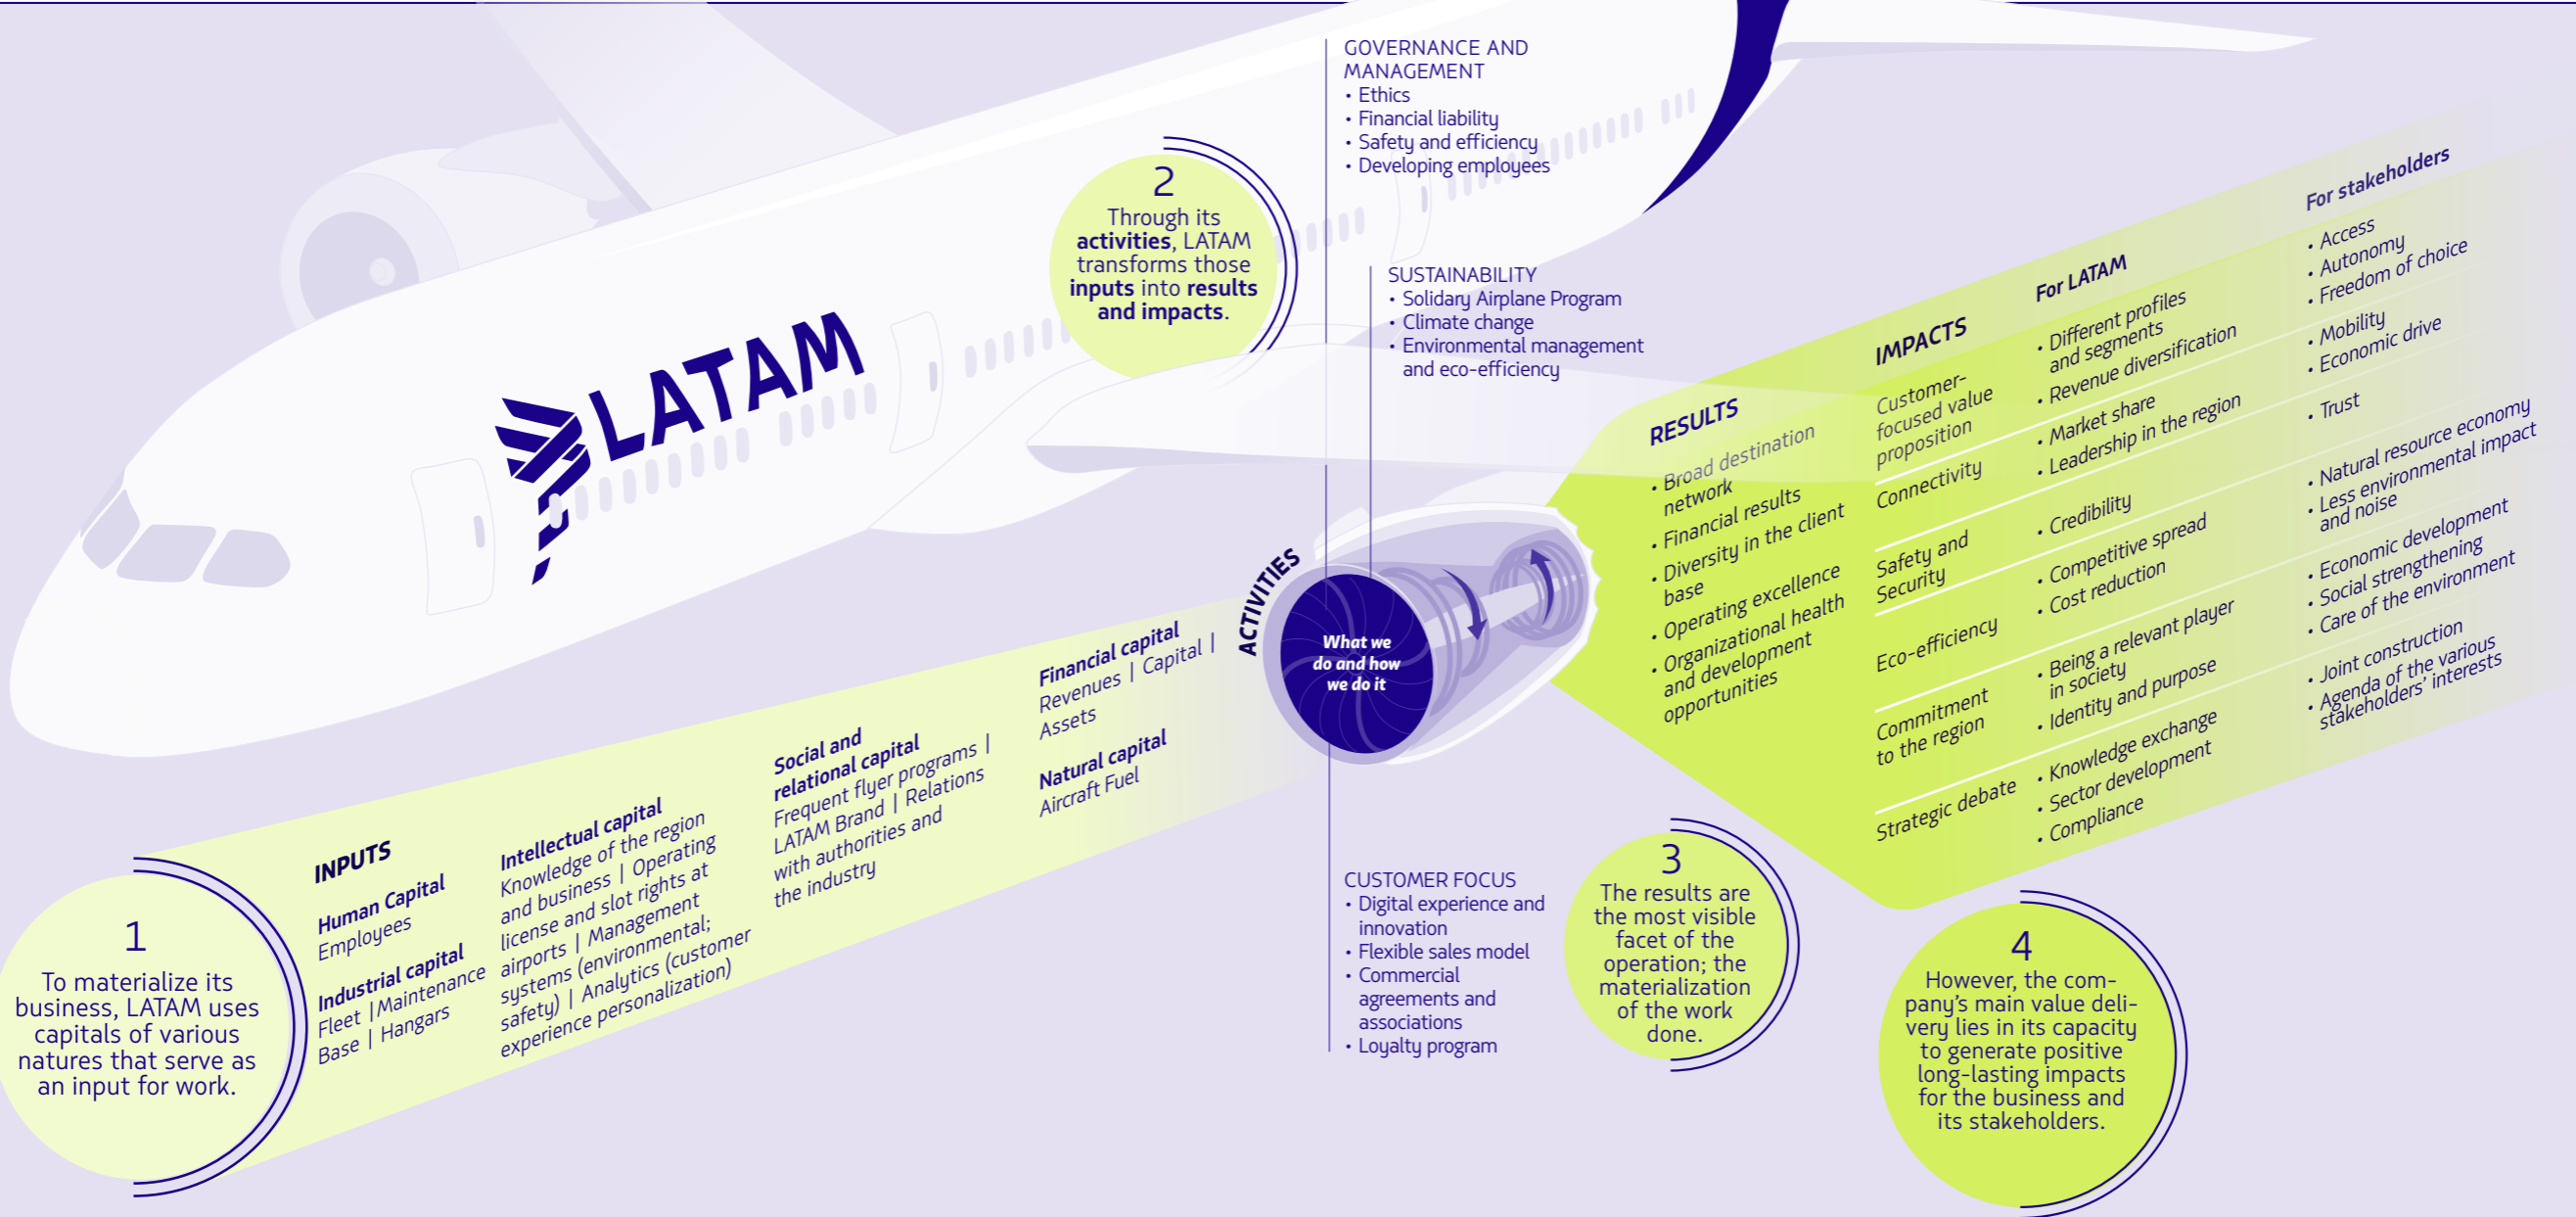 LATAM
1
To materialize its
business, LATAM uses
capitals of various
natures that serve as
an input for work.
INPUTS
Human Capital
Employees
Industrial capital
Fleet |Maintenance
Base | Hangars
Intellectual capital
Knowledge of the region
and business | Operating
license and slot rights at
airports | Management
systems (environmental;
safety) | Analytics (customer
experience personalization)
Social and
relational capital
Frequent flyer programs |
LATAM Brand | Relations
with authorities and
the industry
Financial capital
Revenues | Capital |
Assets
Natural capital
Aircraft Fuel
2
Through its
activities, LATAM
transforms those
inputs into results
and impacts.
ACTIVITIES
What we
do and how
we do it
GOVERNANCE AND
MANAGEMENT
• Ethics
• Financial liability
• Safety and efficiency
• Developing employees
SUSTAINABILITY
• Solidary Airplane Program
• Climate change
• Environmental management
and eco-efficiency
CUSTOMER FOCUS
• Digital experience and
innovation
• Flexible sales model
• Commercial
agreements and
associations
• Loyalty program
3
The results are
the most visible
facet of the
operation; the
materialization
of the work
done.
RESULTS
• Broad destination
network
• Financial results
• Diversity in the client
base
• Operating excellence
• Organizational health
and development
opportunities
4
However, the com-
pany's main value deli-
very lies in its capacity
to generate positive
long-lasting impacts
for the business and
its stakeholders.
IMPACTS
Customer-
focused value
proposition
Connectivity
Safety and
Security
Eco-efficiency
Commitment
to the region
Strategic debate
For LATAM
• Different profiles
and segments
• Revenue diversification
• Market share
• Leadership in the region
• Credibility
• Competitive spread
• Cost reduction
• Being a relevant player
in society
• Identity and purpose
• Knowledge exchange
• Sector development
• Compliance
For stakeholders
• Access
• Autonomy
• Freedom of choice
• Mobility
• Economic drive
• Trust
• Natural resource economy
• Less environmental impact
and noise
• Economic development
• Social strengthening
• Care of the environment
• Joint construction
• Agenda of the various
stakeholders' interests